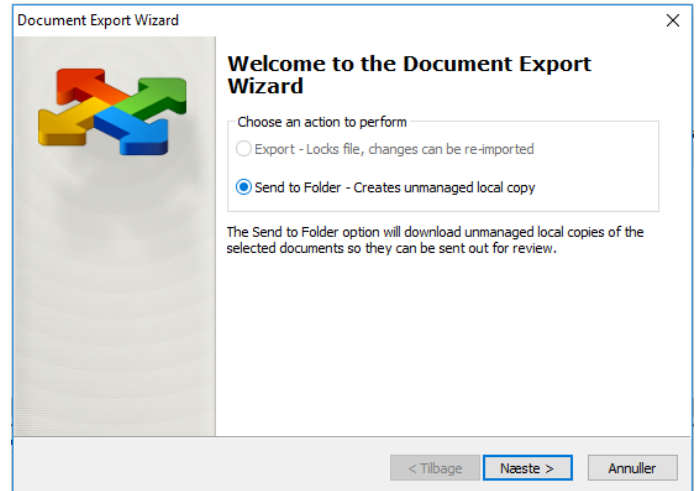 Document Export Wizard
Welcome to the Document Export
Wizard
Choose an action to perform
Export - Locks file, changes can be re-imported
Send to Folder - Creates unmanaged local copy
The Send to Folder option will download unmanaged local copies of the
selected documents so they can be sent out for review.
< Tilbage Næste > Annuller